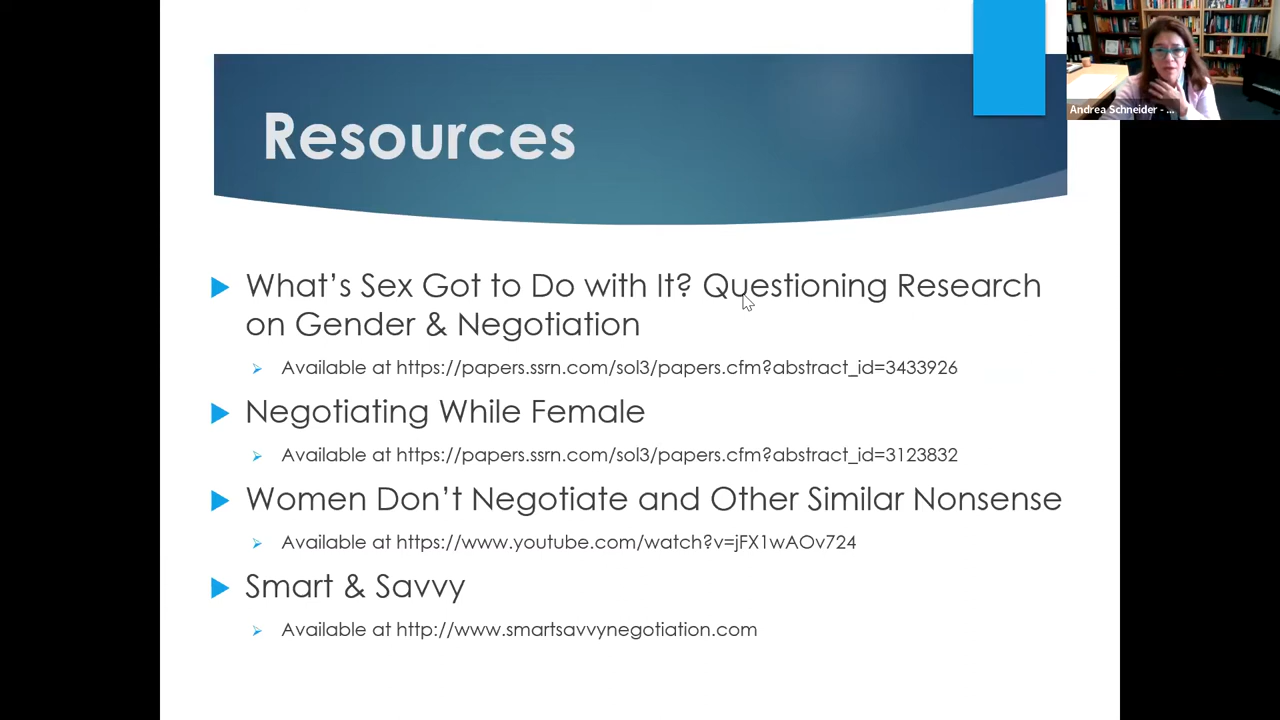 Andrea Schneider - ...
Resources
What's Sex Got to Do with It? Questioning Research
on Gender & Negotiation
Available at https://papers.ssrn.com/sol3/papers.cfm?abstract_id=3433926
Negotiating While Female
Available at https://papers.ssrn.com/sol3/papers.cfm?abstract_id=3123832
Women Don't Negotiate and Other Similar Nonsense
Available at https://www.youtube.com/watch?v=jFX1wAOv724
Smart & Savvy
Available at http://www.smartsavvynegotiation.com